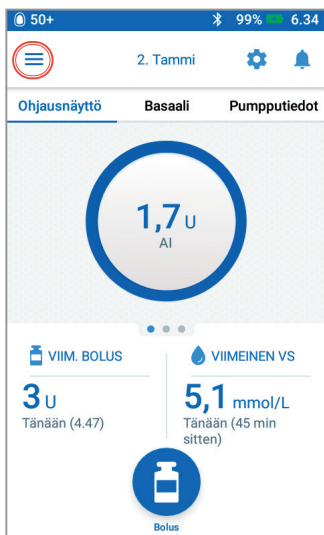 50+ 99% 6.34
2. Tammi
Ohjausnäyttö Basaali Pumpputiedot
1,7 U
AI
VIIM. BOLUS
3 U
Tänään (4.47)
VIIMEINEN VS
5,1 mmol/L
Tänään (45 min
sitten)
Bolus